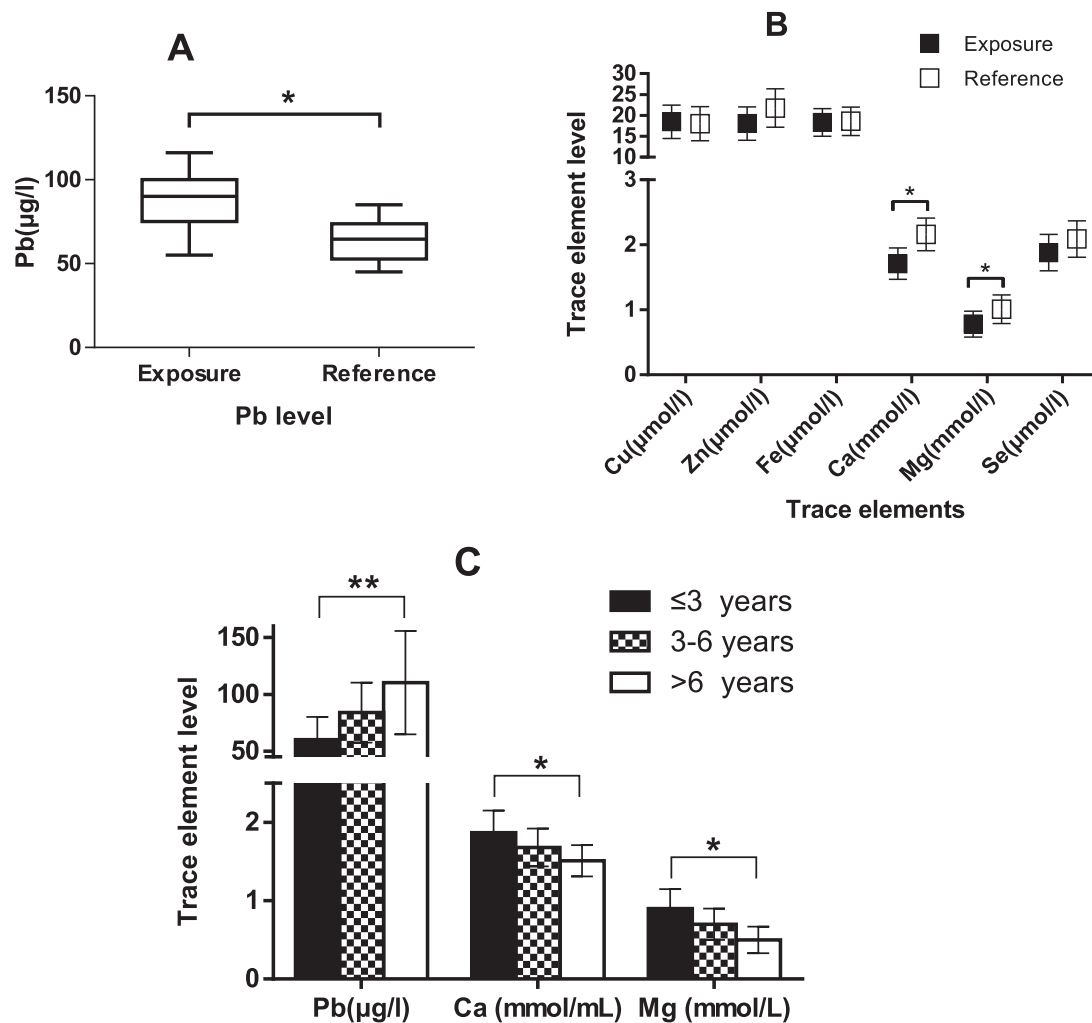 A
150
100
50
0
Pb(µg/l)
*
Exposure
Reference
Pb level
B
Exposure
Reference
30
25
20
15
10
3
2
1
0
Trace element level
*
*
Cu(µmol/l)
Zn(µmol/l)
Fe(µmol/l)
Ca(mmol/l)
Mg(mmol/l)
Se(µmol/l)
Trace elements
C
≤3 years
3-6 years
>6 years
150
100
50
2
1
0
Trace element level
**
*
*
Pb(µg/l)
Ca (mmol/mL)
Mg (mmol/L)